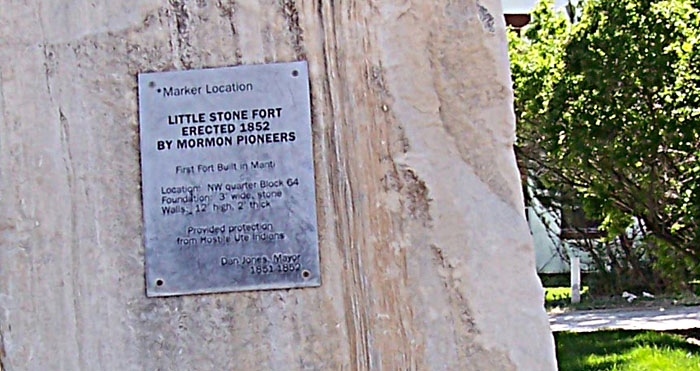 *Marker Location
LITTLE STONE FORT
ERECTED 1852
BY MORMON PIONEERS
First Fort Built in Manti
Location: NW quarter Block 64
Foundation: 3' wide, stone
Walls: 12' high, 2' thick
Provided protection
from Hostile Ute Indians
Dan Jones, Mayor
1851 1852